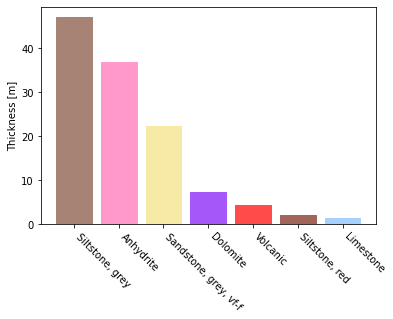 40
30
20
10
0
Thickness [m]
Siltstone, grey
Anhydrite
Sandstone, grey, vf-f
Dolomite
Volcanic
Siltstone, red
Limestone